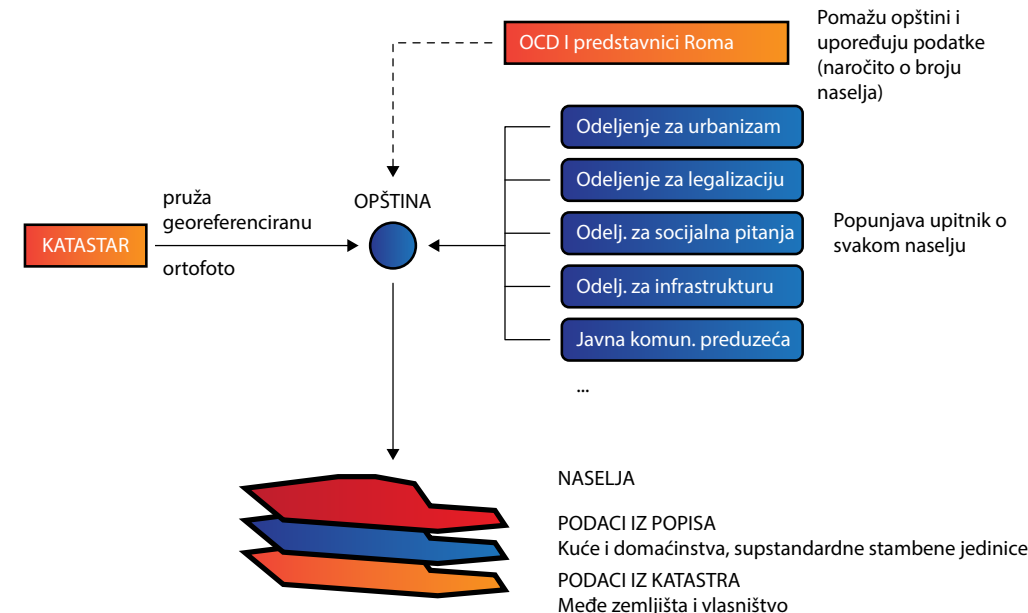 OCD I predstavnici Roma
Pomažu opštini i
upoređuju podatke
(naročito o broju
naselja)
Odeljenje za urbanizam
Odeljenje za legalizaciju
Odelj. za socijalna pitanja
Odelj. za infrastrukturu
Javna komun. preduzeća
...
Popunjava upitnik o
svakom naselju
KATASTAR
pruža
georeferenciranu
ortofoto
OPŠTINA
NASELJA
PODACI IZ POPISA
Kuće i domaćinstva, supstandardne stambene jedinice
PODACI IZ KATASTRA
Međe zemljišta i vlasništvo